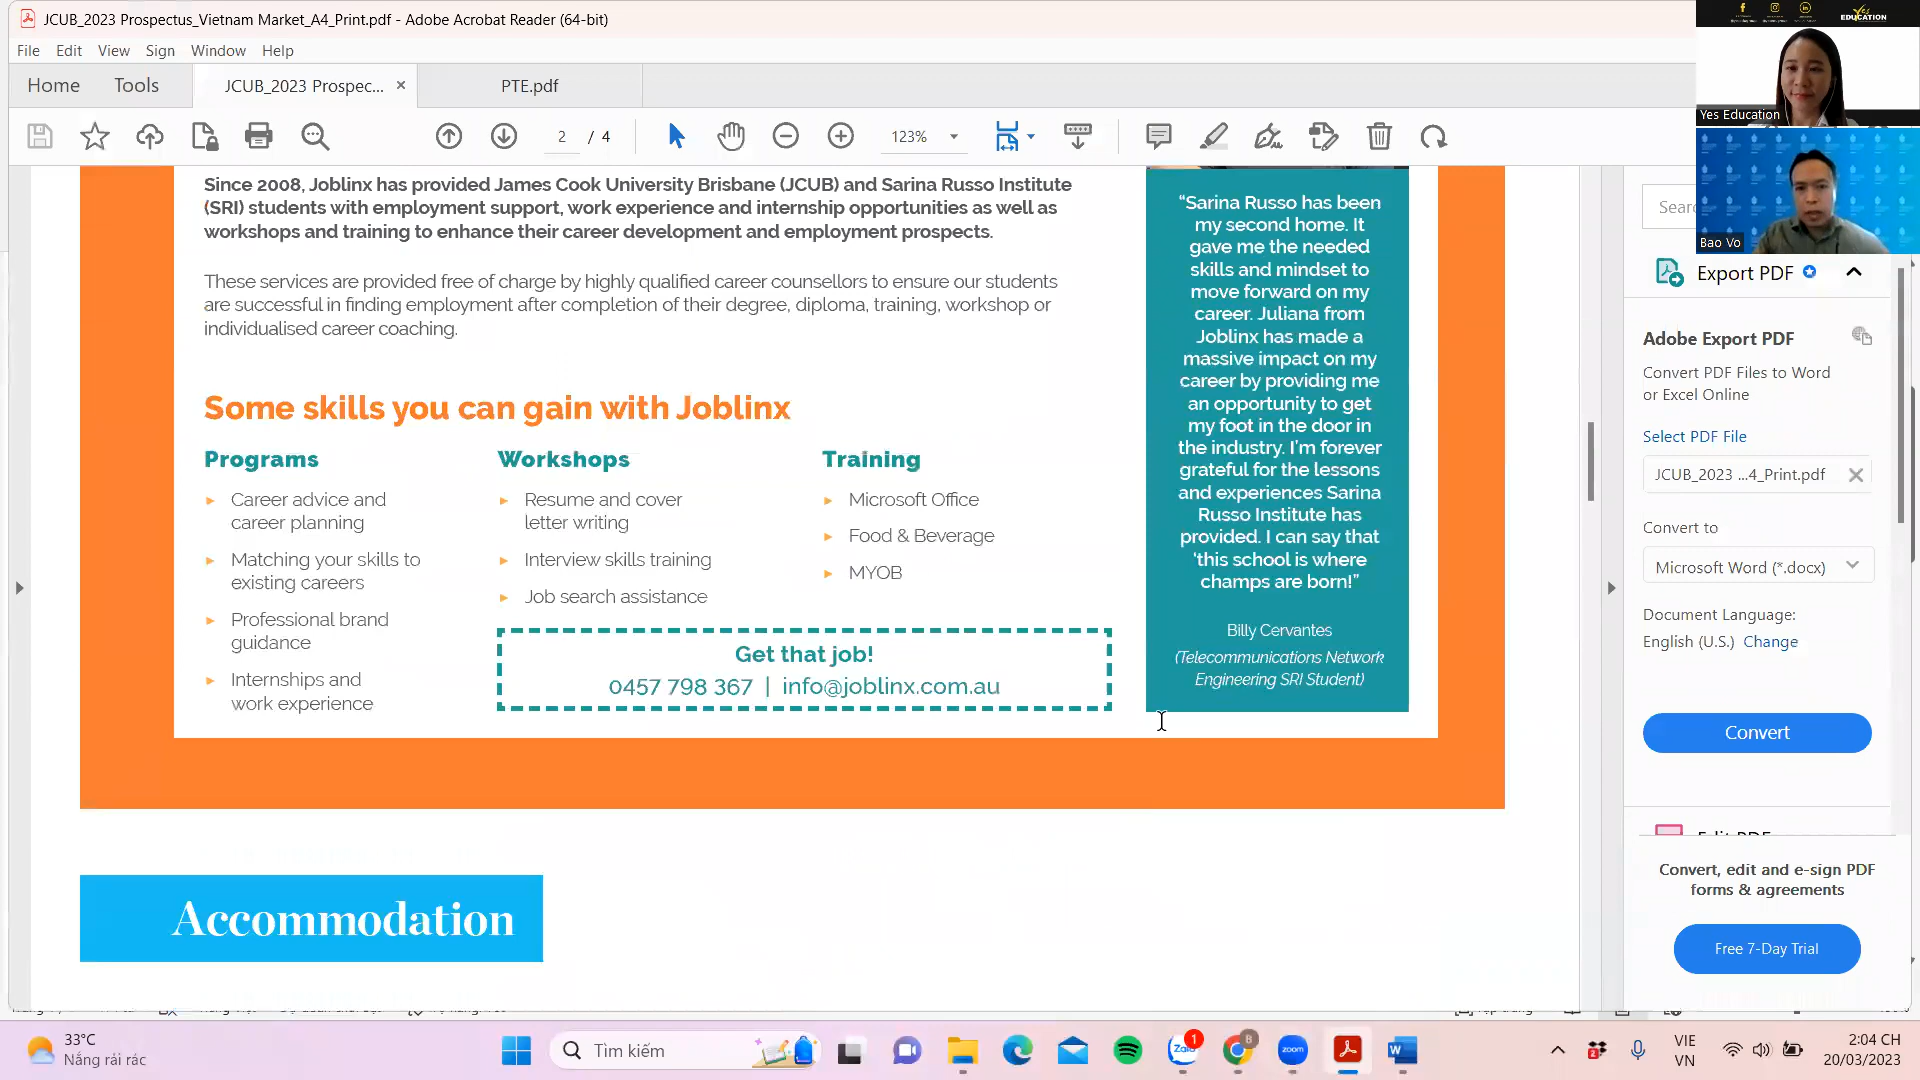 JCUB_2023 Prospectus_Vietnam Market_A4_Print.pdf - Adobe Acrobat Reader (64-bit)
File Edit View Sign Window Help
Home Tools JCUB_2023 Prospec... × PTE.pdf
2 / 4 123%
Since 2008, Joblinx has provided James Cook University Brisbane (JCUB) and Sarina Russo Institute
(SRI) students with employment support, work experience and internship opportunities as well as
workshops and training to enhance their career development and employment prospects.
These services are provided free of charge by highly qualified career counsellors to ensure our students
are successful in finding employment after completion of their degree, diploma, training, workshop or
individualised career coaching.
Some skills you can gain with Joblinx
Programs
Career advice and
career planning
Matching your skills to
existing careers
Professional brand
guidance
Internships and
work experience
Workshops
Resume and cover
letter writing
Interview skills training
Job search assistance
Training
Microsoft Office
Food & Beverage
MYOB
Get that job!
0457 798 367 | info@joblinx.com.au
“Sarina Russo has been
my second home. It
gave me the needed
skills and mindset to
move forward on my
career. Juliana from
Joblinx has made a
massive impact on my
career by providing me
an opportunity to get
my foot in the door in
the industry. I'm forever
grateful for the lessons
and experiences Sarina
Russo Institute has
provided. I can say that
'this school is where
champs are born!”
Billy Cervantes
(Telecommunications Network
Engineering SRI Student)
Accommodation
Yes
EDUCATION
Yes Education
Bao Vo
Sear
Export PDF
Adobe Export PDF
Convert PDF Files to Word
or Excel Online
Select PDF File
JCUB_2023 ...4_Print.pdf
Convert to
Microsoft Word (*.docx)
Document Language:
English (U.S.) Change
Convert
Edit PDF
Convert, edit and e-sign PDF
forms & agreements
Free 7-Day Trial
33°C
Nắng rải rác
Tìm kiếm
Zalo
1
B
zoom
2
VIE
VN
2:04 CH
20/03/2023